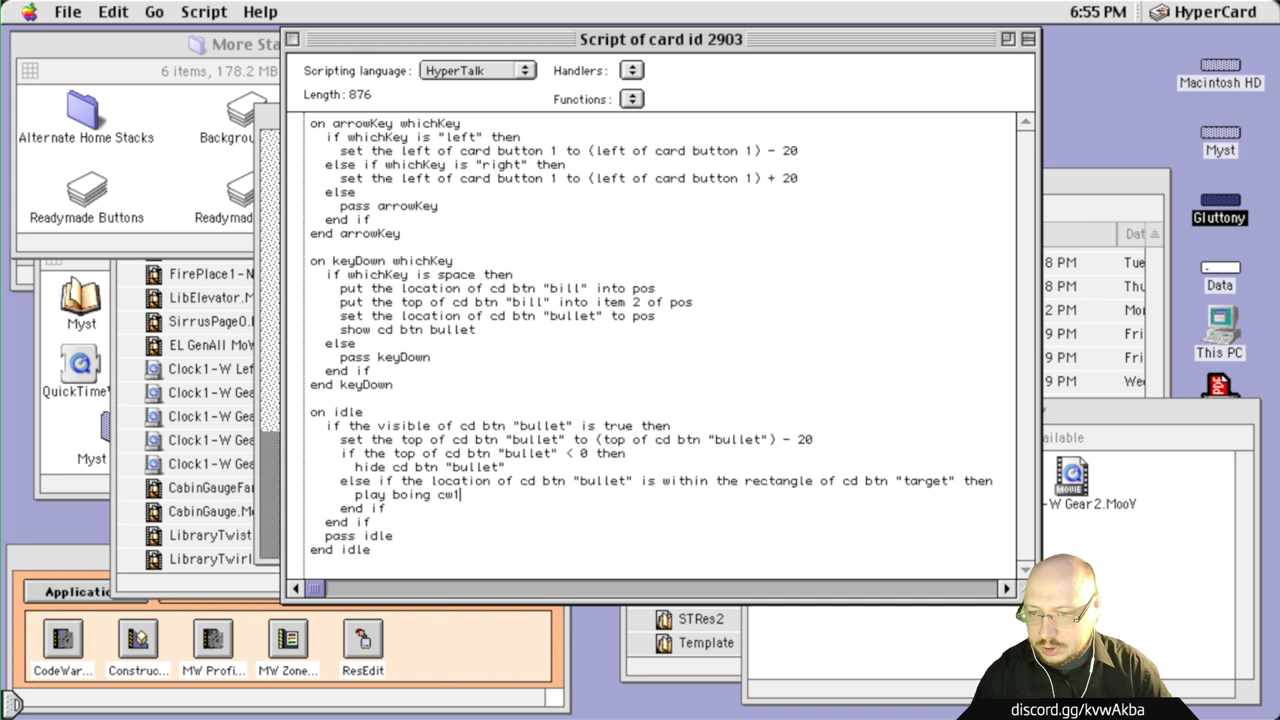 File Edit Go Script Help
6:55 PM HyperCard
More Sta
6 items, 178.2 MB
Alternate Home Stacks
Backgrou
Readymade Buttons
Readyma
Myst
QuickTime
Myst
FirePlace1-N
LibElevator.M
SirrusPageO.
EL GenAll MoV
Clock1-W Lef
Clock1-W Gea
Clock1-W Gea
Clock1-W Gea
Clock1-W Gea
CabinGaugeFa
CabinGauge.M
LibraryTwist
LibraryTwirl
Script of card id 2903
Scripting language: HyperTalk Handlers:
Length: 876
Functions:
on arrowKey whichKey
if whichKey is "left" then
set the left of card button 1 to (left of card button 1) - 20
else if whichKey is "right" then
set the left of card button 1 to (left of card button 1) + 20
else
pass arrowKey
end if
end arrowKey
on keyDown whichKey
if whichKey is space then
put the location of cd btn "bill" into pos
put the top of cd btn "bill" into item 2 of pos
set the location of cd btn "bullet" to pos
show cd btn bullet
else
pass keyDown
end if
end keyDown
on idle
if the visible of cd btn "bullet" is true then
set the top of cd btn "bullet" to (top of cd btn "bullet") - 20
if the top of cd btn "bullet" < 0 then
hide cd btn "bullet"
else if the location of cd btn "bullet" is within the rectangle of cd btn "target" then
play boing cw1
end if
end if
pass idle
end idle
Macintosh HD
Myst
Gluttony
Data
This PC
PDF
Dat
8 PM Tue
8 PM Thu
2 PM Mor
9 PM Fri
9 PM Fri
9 PM Wed
ailable
MOVIE
-W Gear2.MooV
Applicatio
CodeWar...
Construc...
MW Profi...
MW Zone...
ResEdit
STRes2
Template
discord.gg/kvwAkba